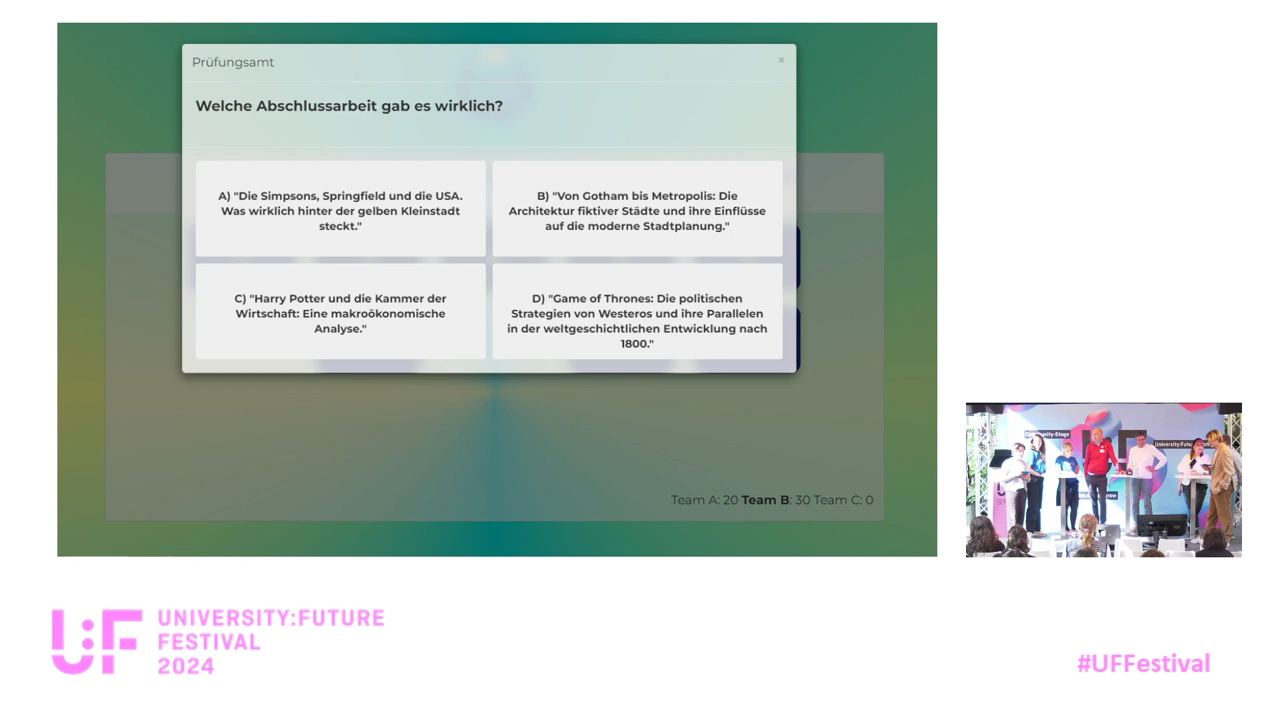 Prüfungsamt
×
Welche Abschlussarbeit gab es wirklich?
A) "Die Simpsons, Springfield und die USA.
Was wirklich hinter der gelben Kleinstadt
steckt."
B) "Von Gotham bis Metropolis: Die
Architektur fiktiver Städte und ihre Einflüsse
auf die moderne Stadtplanung."
C) "Harry Potter und die Kammer der
Wirtschaft: Eine makroökonomische
Analyse."
D) "Game of Thrones: Die politischen
Strategien von Westeros und ihre Parallelen
in der weltgeschichtlichen Entwicklung nach
1800."
Team A: 20 Team B: 30 Team C: 0
Community-Stage
U:F
UNIVERSITY:FUTURE
FESTIVAL
2024
#UFFestival